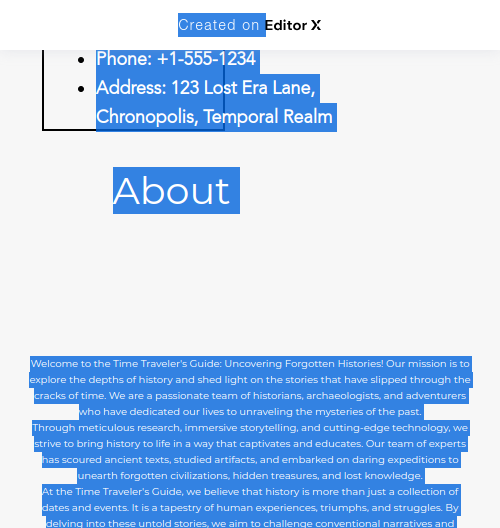 Created on Editor X
Phone: +1-555-1234
Address: 123 Lost Era Lane,
Chronopolis, Temporal Realm
About
Welcome to the Time Traveler's Guide: Uncovering Forgotten Histories! Our mission is to
explore the depths of history and shed light on the stories that have slipped through the
cracks of time. We are a passionate team of historians, archaeologists, and adventurers
who have dedicated our lives to unraveling the mysteries of the past.
Through meticulous research, immersive storytelling, and cutting-edge technology, we
strive to bring history to life in a way that captivates and educates. Our team of experts
has scoured ancient texts, studied artifacts, and embarked on daring expeditions to
unearth forgotten civilizations, hidden treasures, and lost knowledge.
At the Time Traveler's Guide, we believe that history is more than just a collection of
dates and events. It is a tapestry of human experiences, triumphs, and struggles. By
delving into these untold stories, we aim to challenge conventional narratives and